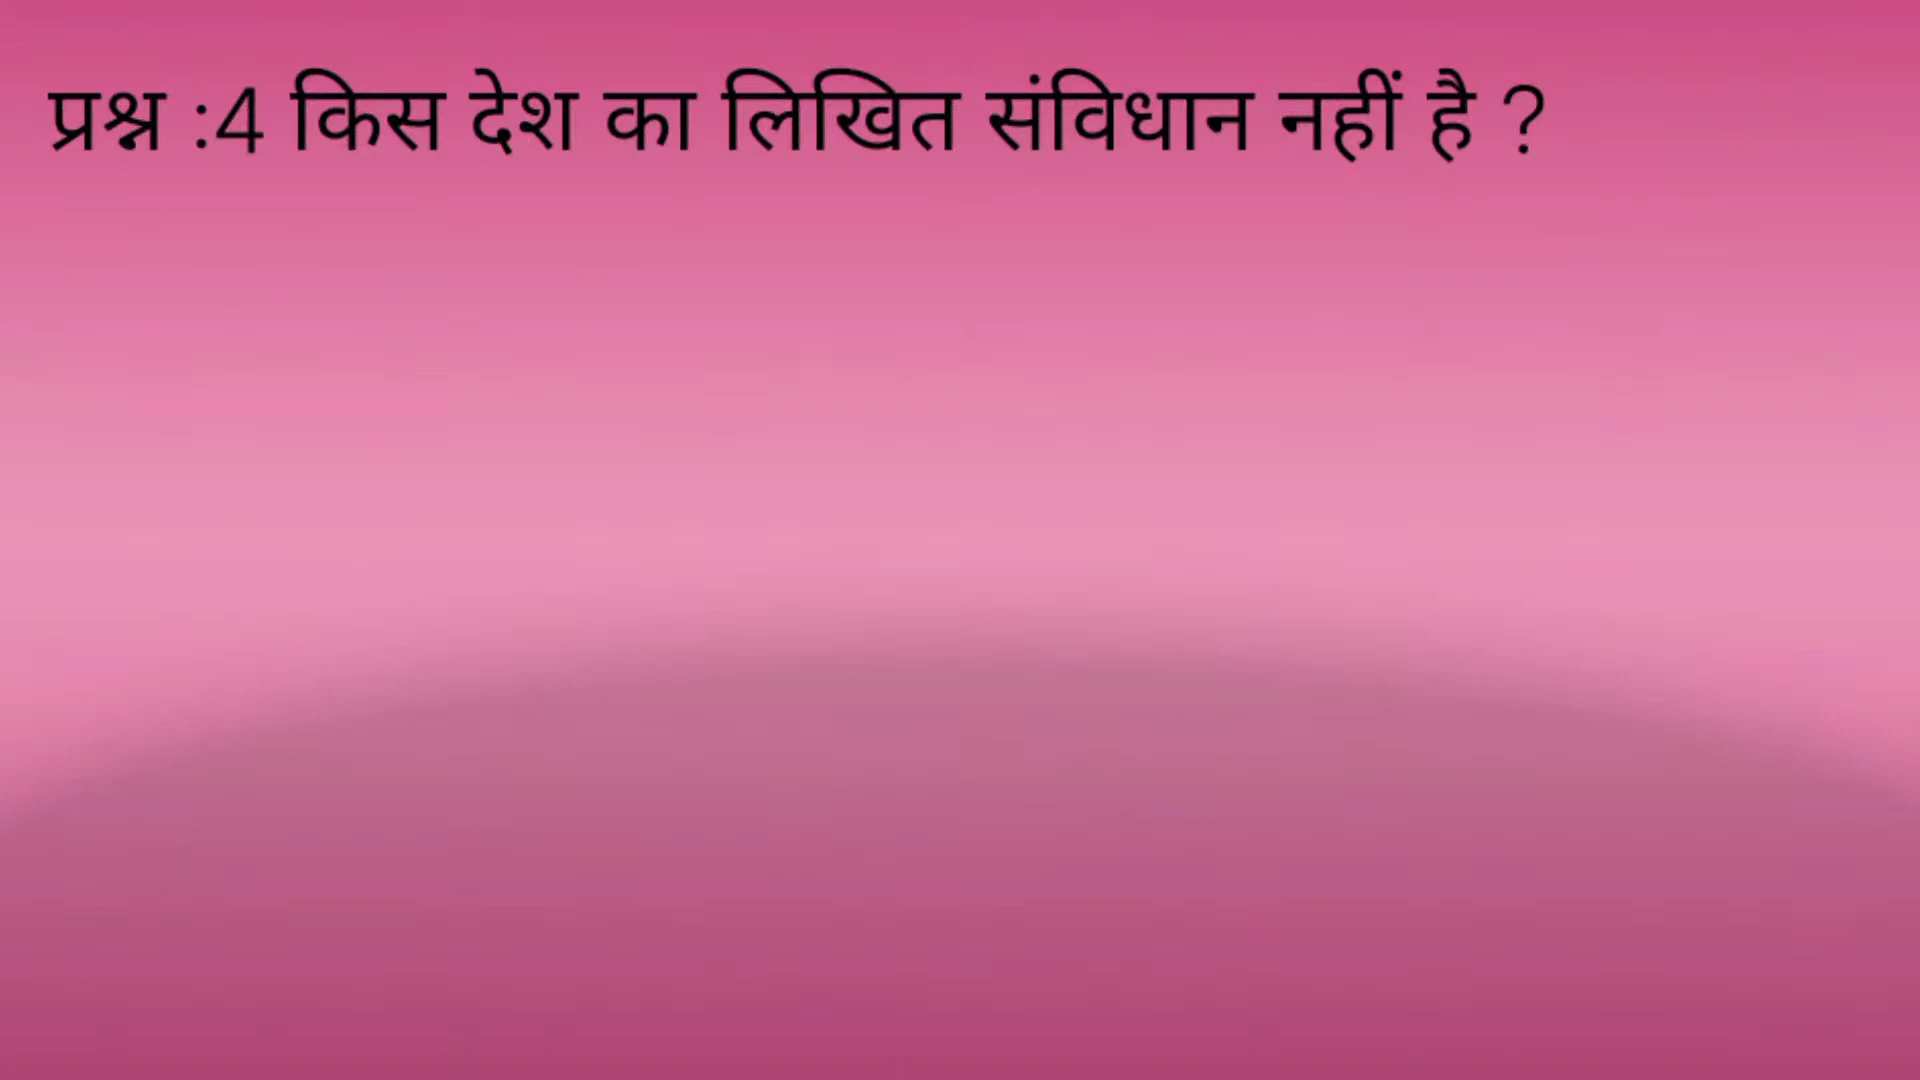 प्रश्न :4 किस देश का लिखित संविधान नहीं है ?